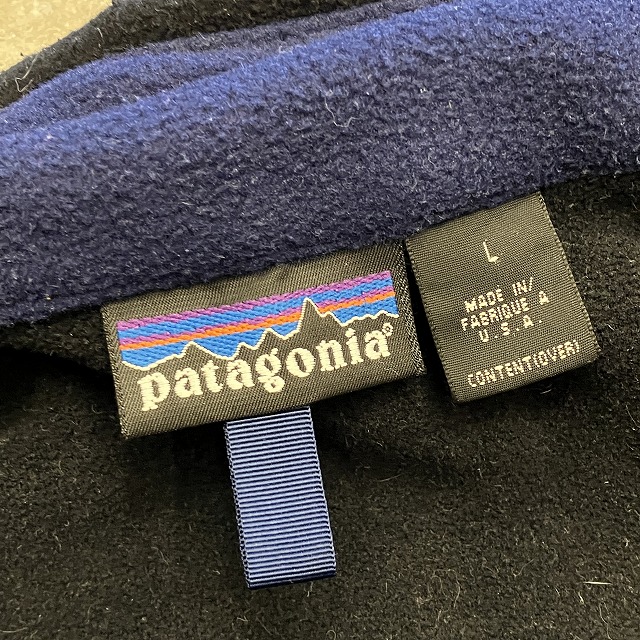 patagonia®
L
MADE IN/
FABRIQUE A
U.S.A.
CONTENT(OVER)